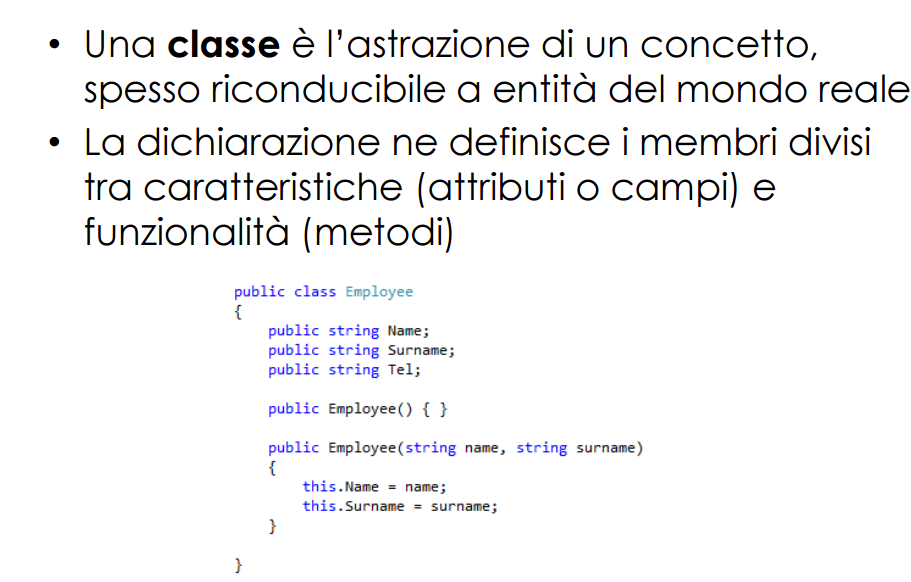 • Una classe è l’astrazione di un concetto,
spesso riconducibile a entità del mondo reale
• La dichiarazione ne definisce i membri divisi
tra caratteristiche (attributi o campi) e
funzionalità (metodi)
public class Employee
{
    public string Name;
    public string Surname;
    public string Tel;
    public Employee() { }
    public Employee(string name, string surname)
    {
        this.Name = name;
        this.Surname = surname;
    }
}